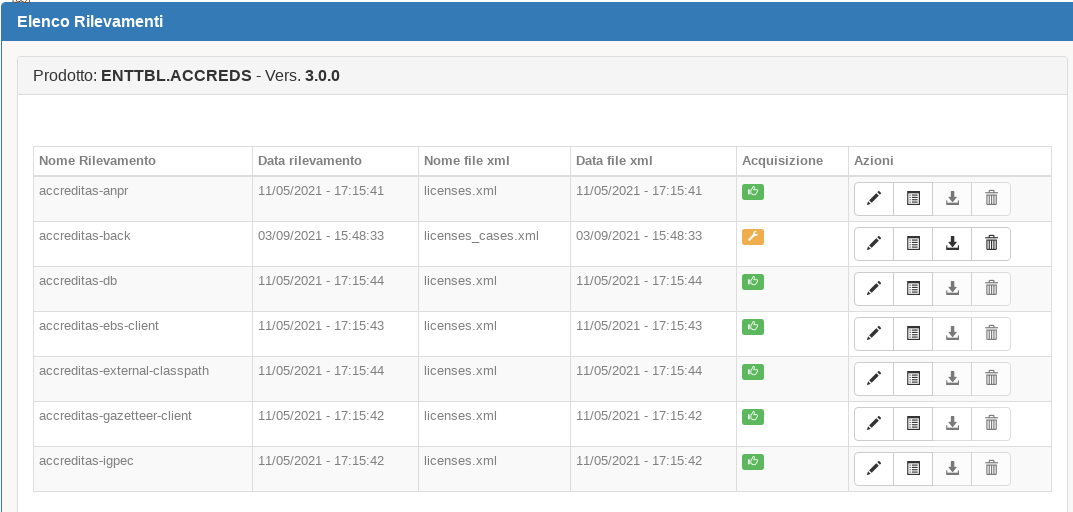 Elenco Rilevamenti
Prodotto: ENTTBL.ACCREDS - Vers. 3.0.0
Nome Rilevamento Data rilevamento Nome file xml Data file xml Acquisizione Azioni
accreditas-anpr 11/05/2021 - 17:15:41 licenses.xml 11/05/2021 - 17:15:41
accreditas-back 03/09/2021 - 15:48:33 licenses_cases.xml 03/09/2021 - 15:48:33
accreditas-db 11/05/2021 - 17:15:44 licenses.xml 11/05/2021 - 17:15:44
accreditas-ebs-client 11/05/2021 - 17:15:43 licenses.xml 11/05/2021 - 17:15:43
accreditas-external-classpath 11/05/2021 - 17:15:44 licenses.xml 11/05/2021 - 17:15:44
accreditas-gazetteer-client 11/05/2021 - 17:15:42 licenses.xml 11/05/2021 - 17:15:42
accreditas-igpec 11/05/2021 - 17:15:42 licenses.xml 11/05/2021 - 17:15:42